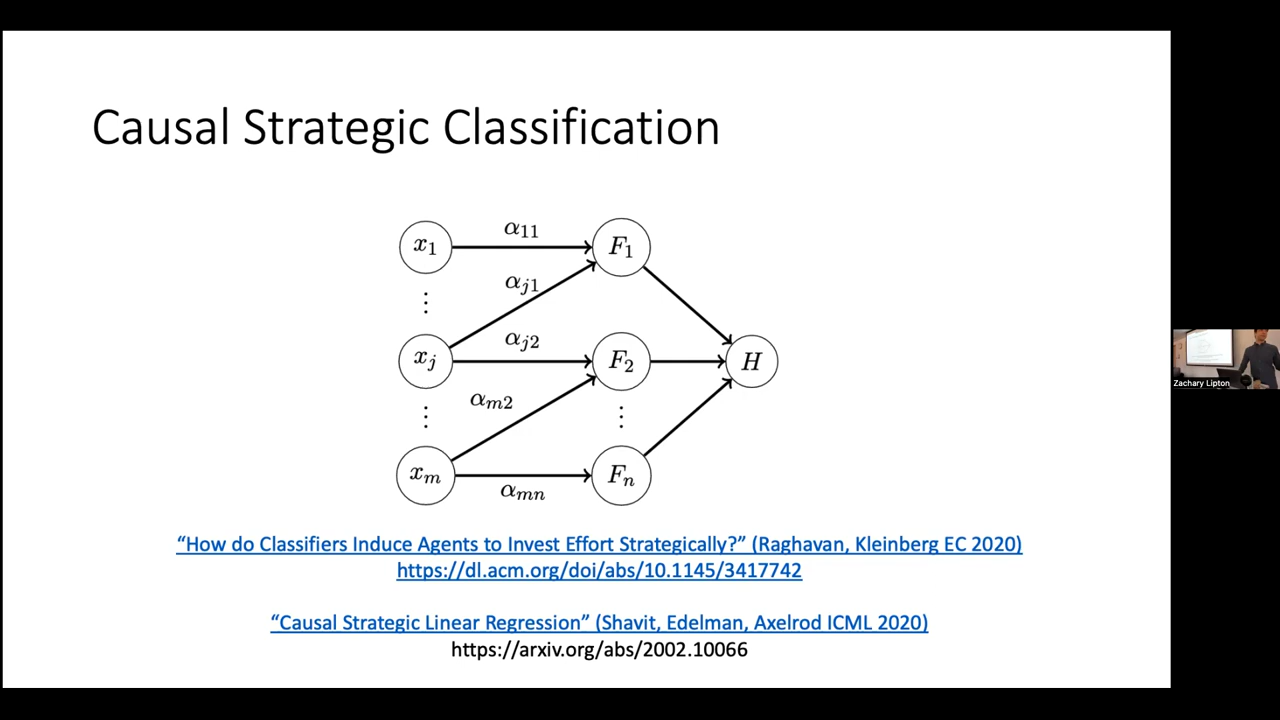 Causal Strategic Classification
x₁
α₁₁
F₁
⋮
αⱼ₁
xⱼ
αⱼ₂
F₂
H
⋮
αₘ₂
⋮
xₘ
αₘₙ
Fₙ
“How do Classifiers Induce Agents to Invest Effort Strategically?” (Raghavan, Kleinberg EC 2020)
https://dl.acm.org/doi/abs/10.1145/3417742
“Causal Strategic Linear Regression” (Shavit, Edelman, Axelrod ICML 2020)
https://arxiv.org/abs/2002.10066
Zachary Lipton